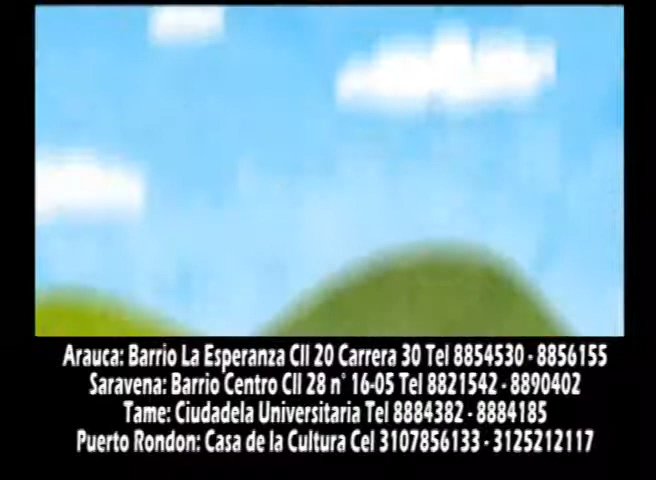 Arauca: Barrio La Esperanza Cll 20 Carrera 30 Tel 8854530 - 8856155
Saravena: Barrio Centro Cll 28 n° 16-05 Tel 8821542 - 8890402
Tame: Ciudadela Universitaria Tel 8884382 - 8884185
Puerto Rondon: Casa de la Cultura Cel 3107856133 - 3125212117